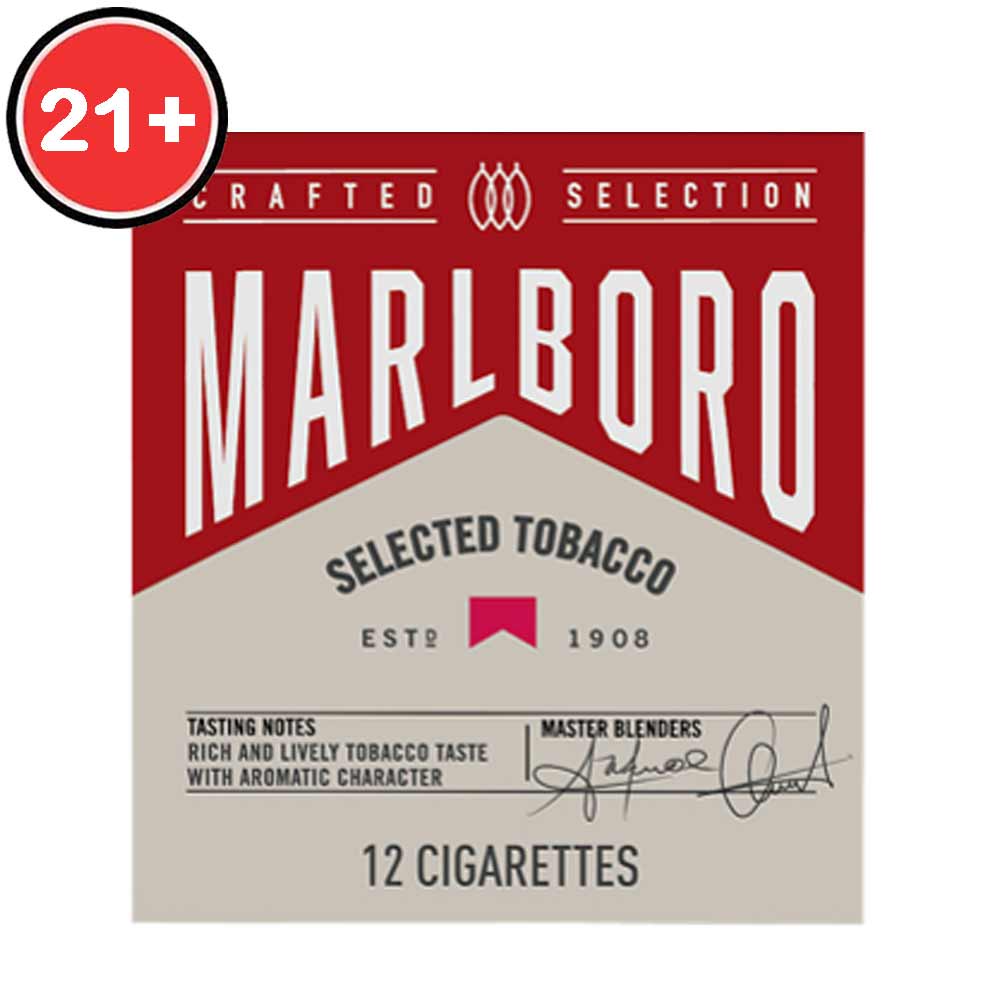 21+
CRAFTED SELECTION
MARLBORO
SELECTED TOBACCO
ESTD 1908
TASTING NOTES
RICH AND LIVELY TOBACCO TASTE
WITH AROMATIC CHARACTER
MASTER BLENDERS
12 CIGARETTES